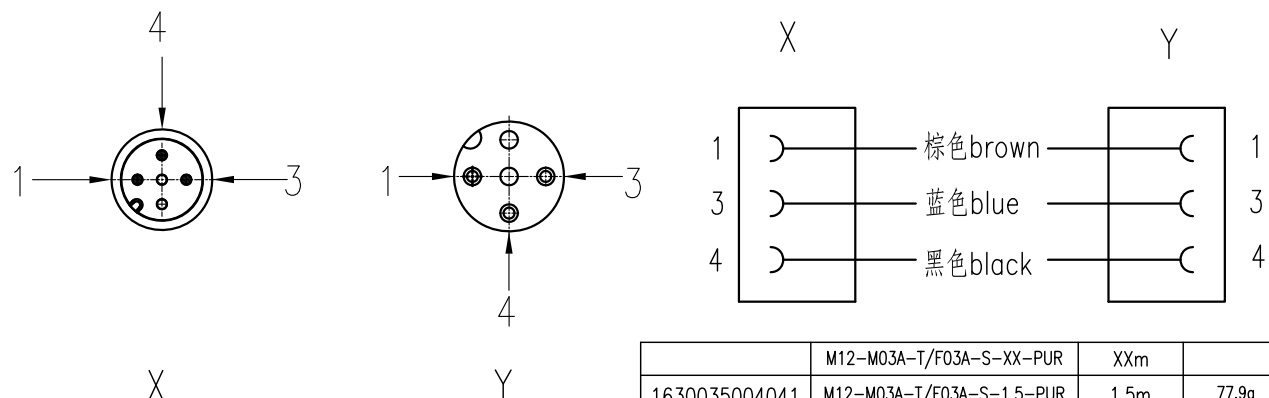 4
1
3
X
1
3
4
Y
X
Y
1 棕色brown 1
3 蓝色blue 3
4 黑色black 4
M12-M03A-T/F03A-S-XX-PUR XXm
1630035004041 M12-M03A-T/F03A-S-1.5-PUR 1.5m 77.9g